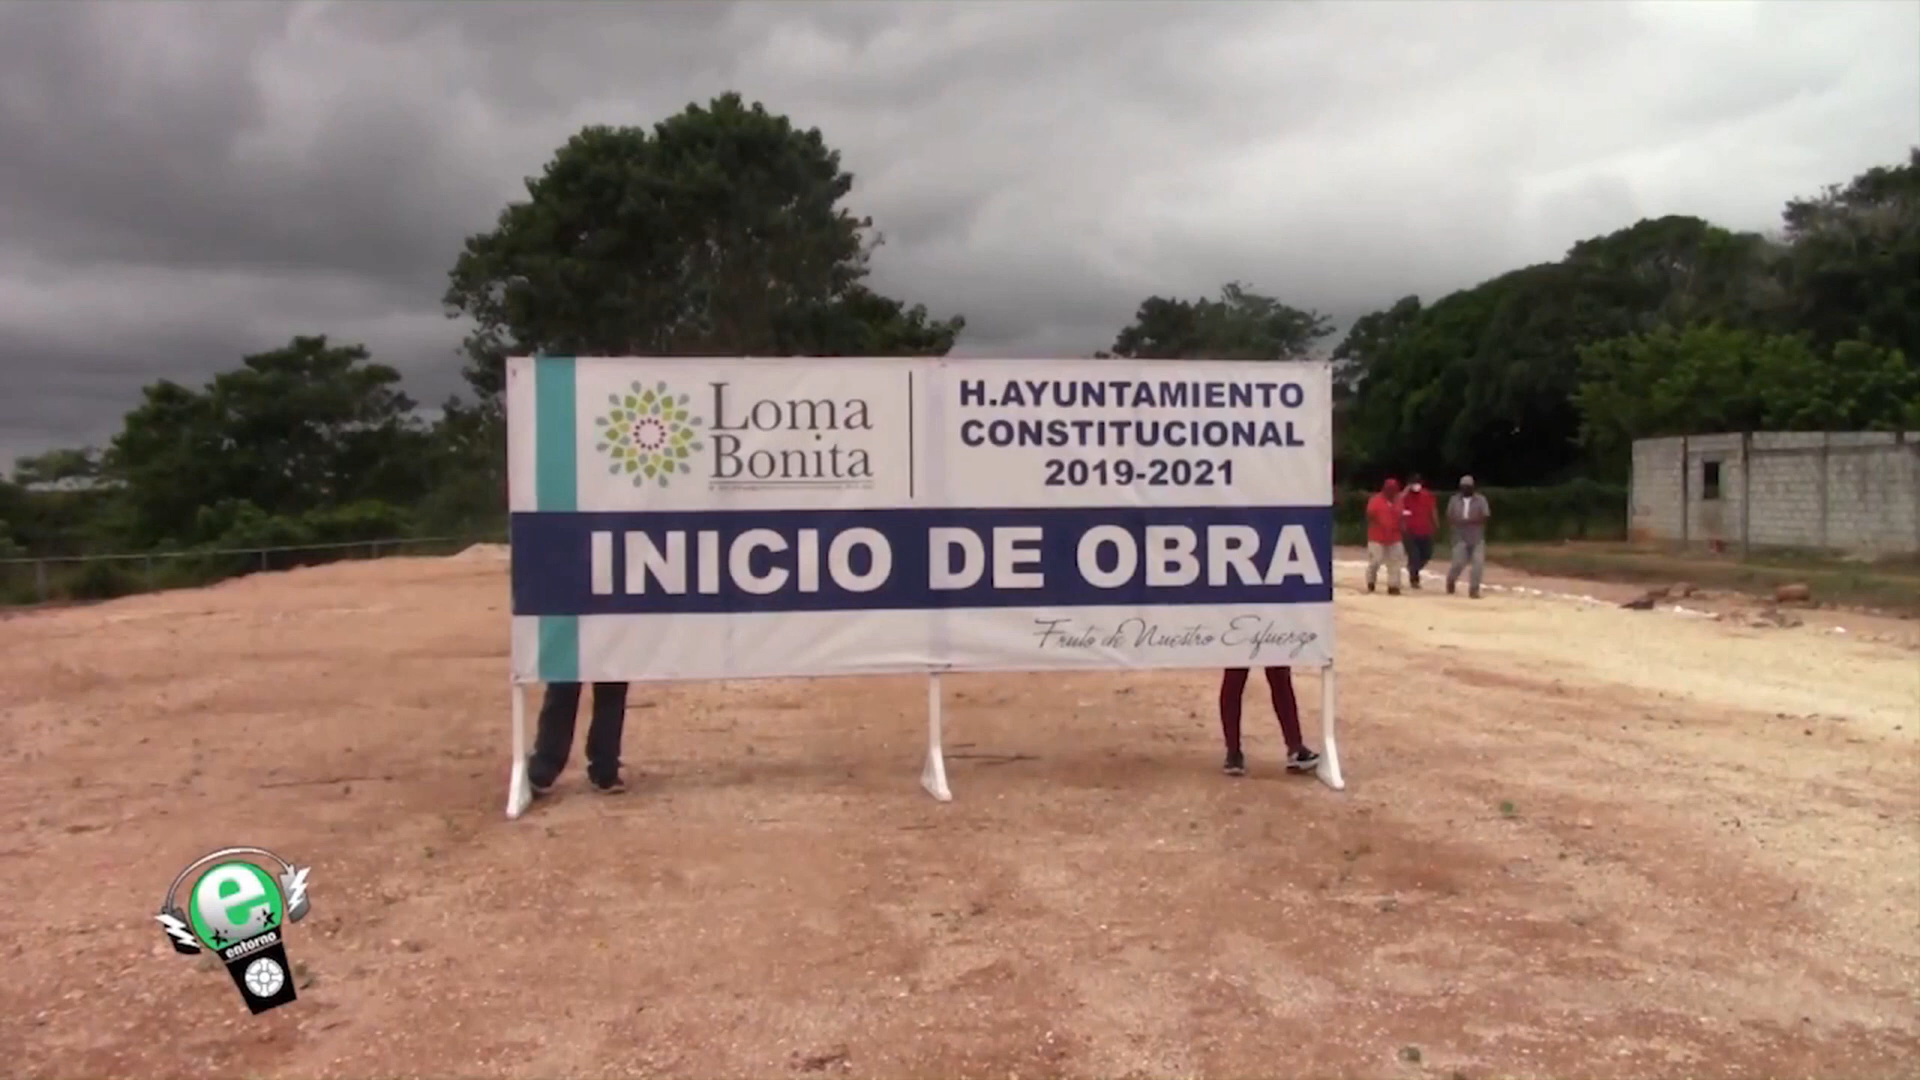 Loma
Bonita
H.AYUNTAMIENTO
CONSTITUCIONAL
2019-2021
INICIO DE OBRA
Fruto de Nuestro Esfuerzo
e
entorno